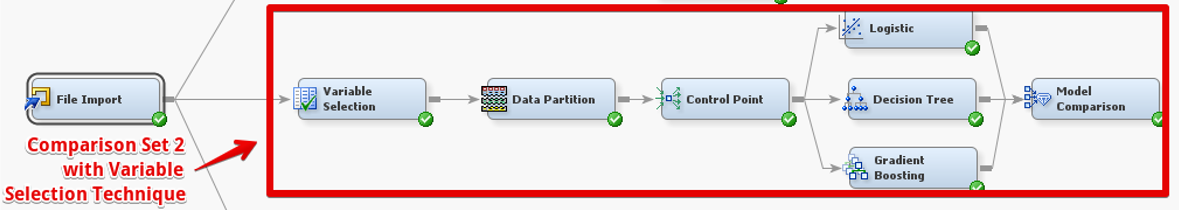 Logistic
File Import
Variable
Selection
Data Partition
Control Point
Decision Tree
Model
Comparison
Gradient
Boosting
Comparison Set 2
with Variable
Selection Technique